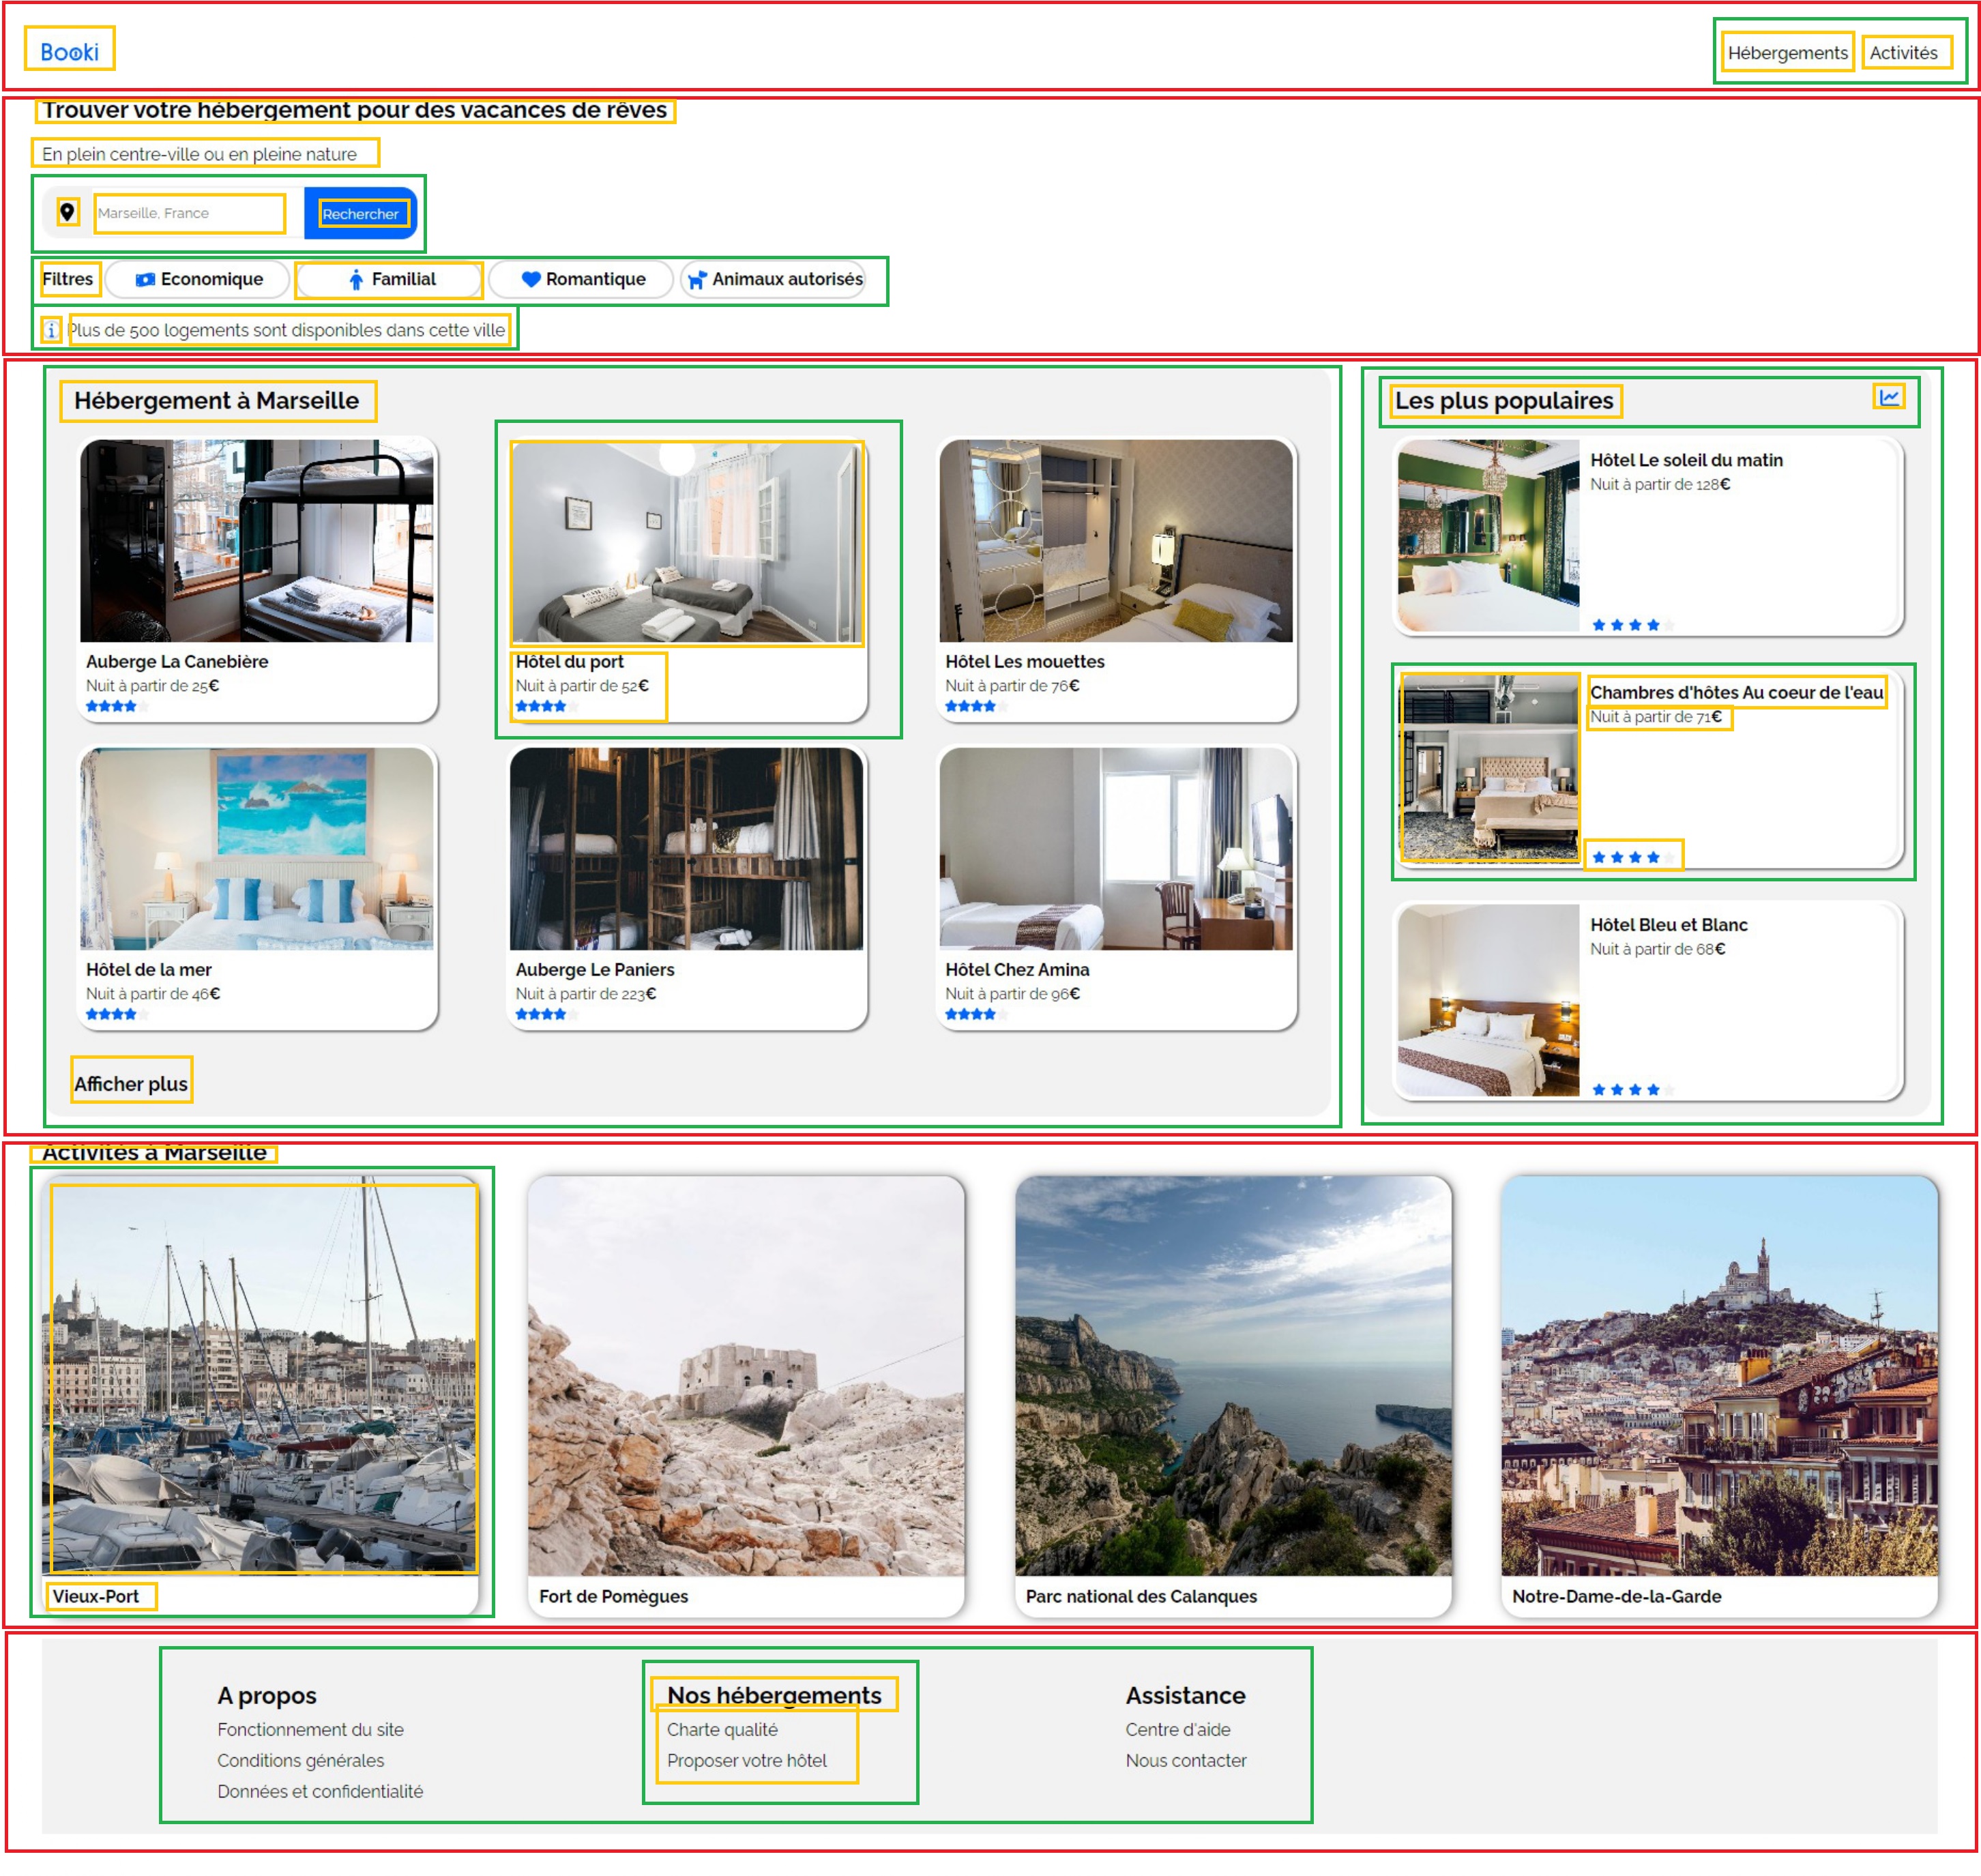 Booki
Hébergements Activités
Trouver votre hébergement pour des vacances de rêves
En plein centre-ville ou en pleine nature
Marseille, France Rechercher
Filtres Economique Familial Romantique Animaux autorisés
Plus de 500 logements sont disponibles dans cette ville
Hébergement à Marseille
Auberge La Canebière
Nuit à partir de 25€
Hôtel du port
Nuit à partir de 52€
Hôtel Les mouettes
Nuit à partir de 76€
Hôtel de la mer
Nuit à partir de 46€
Auberge Le Paniers
Nuit à partir de 223€
Hôtel Chez Amina
Nuit à partir de 96€
Afficher plus
Les plus populaires
Hôtel Le soleil du matin
Nuit à partir de 128€
Chambres d'hôtes Au coeur de l'eau
Nuit à partir de 71€
Hôtel Bleu et Blanc
Nuit à partir de 68€
Activités à Marseille
Vieux-Port
Fort de Pomègues
Parc national des Calanques
Notre-Dame-de-la-Garde
A propos
Fonctionnement du site
Conditions générales
Données et confidentialité
Nos hébergements
Charte qualité
Proposer votre hôtel
Assistance
Centre d'aide
Nous contacter